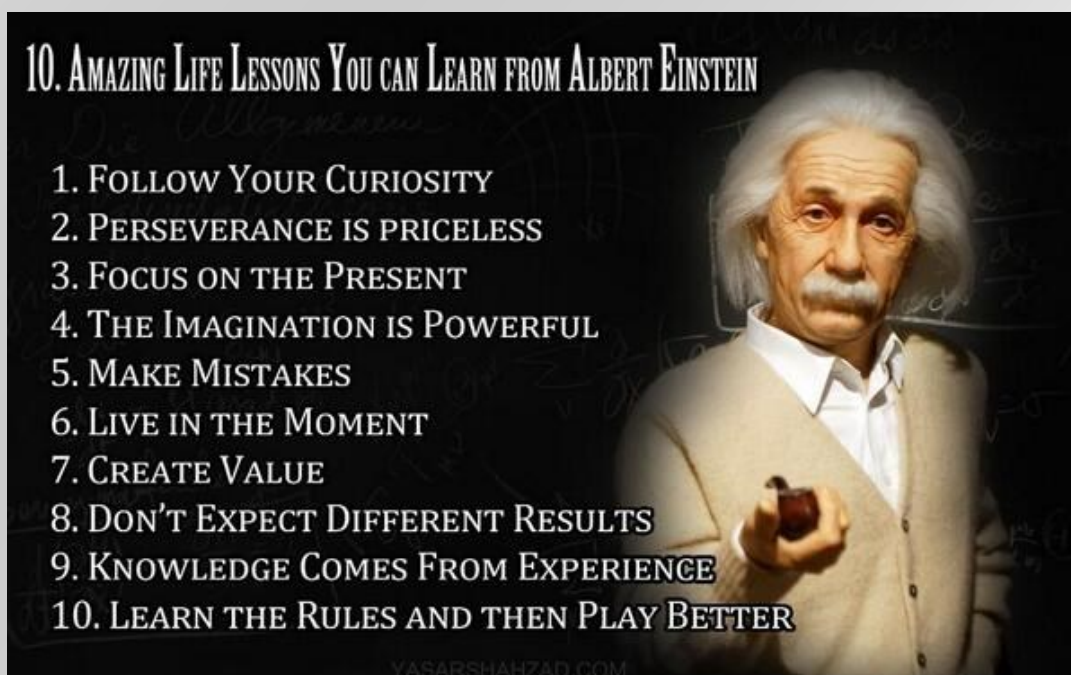 10. Amazing Life Lessons You can Learn from Albert Einstein
1. Follow Your Curiosity
2. Perseverance is priceless
3. Focus on the Present
4. The Imagination is Powerful
5. Make Mistakes
6. Live in the Moment
7. Create Value
8. Don't Expect Different Results
9. Knowledge Comes From Experience
10. Learn the Rules and then Play Better
YASARSHAHZAD.COM